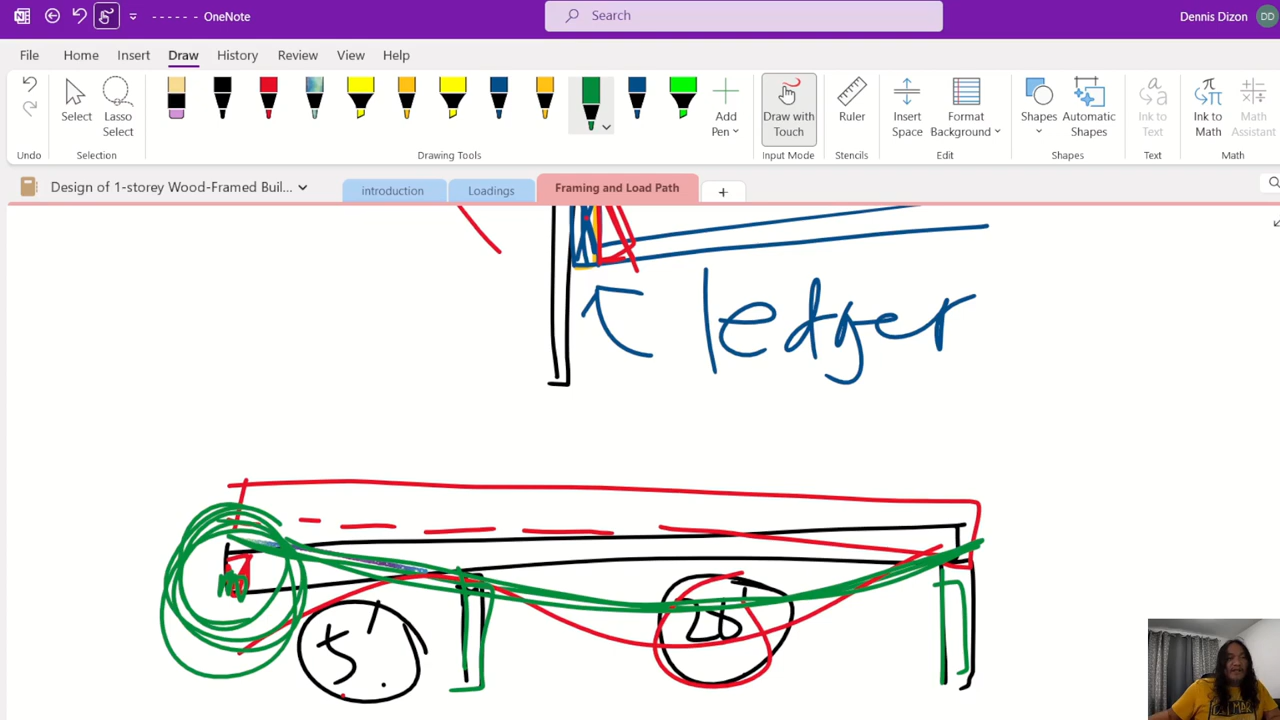 - - - - - - OneNote
Search
Dennis Dizon
DD
File Home Insert Draw History Review View Help
Undo
Select
Lasso Select
Selection
Drawing Tools
Add Pen
Draw with Touch
Input Mode
Ruler
Stencils
Insert Space
Format Background
Edit
Shapes
Automatic Shapes
Shapes
Ink to Text
Text
Ink to Math
Math Assistant
Math
Design of 1-storey Wood-Framed Buil...
introduction
Loadings
Framing and Load Path
ledger
5'
28'